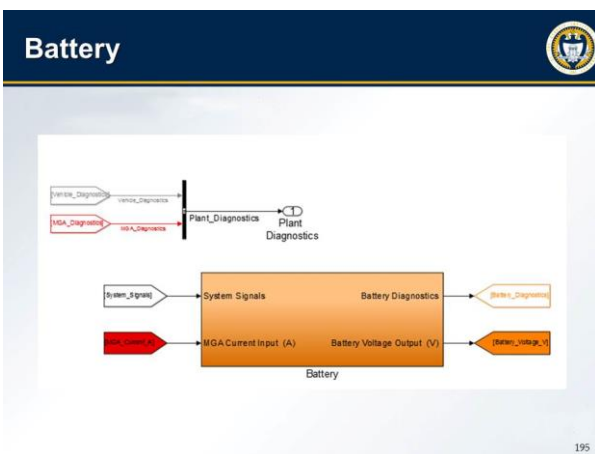 Battery
[Vehicle_Diagnostics]
Vehicle_Diagnostics
[MGA_Diagnostics]
MGA_Diagnostics
Plant_Diagnostics
1
Plant
Diagnostics
[System_Signals]
System Signals
Battery Diagnostics
[Battery_Diagnostics]
[MGA_Current_A]
MGA Current Input (A)
Battery Voltage Output (V)
[Battery_Voltage_V]
Battery
195